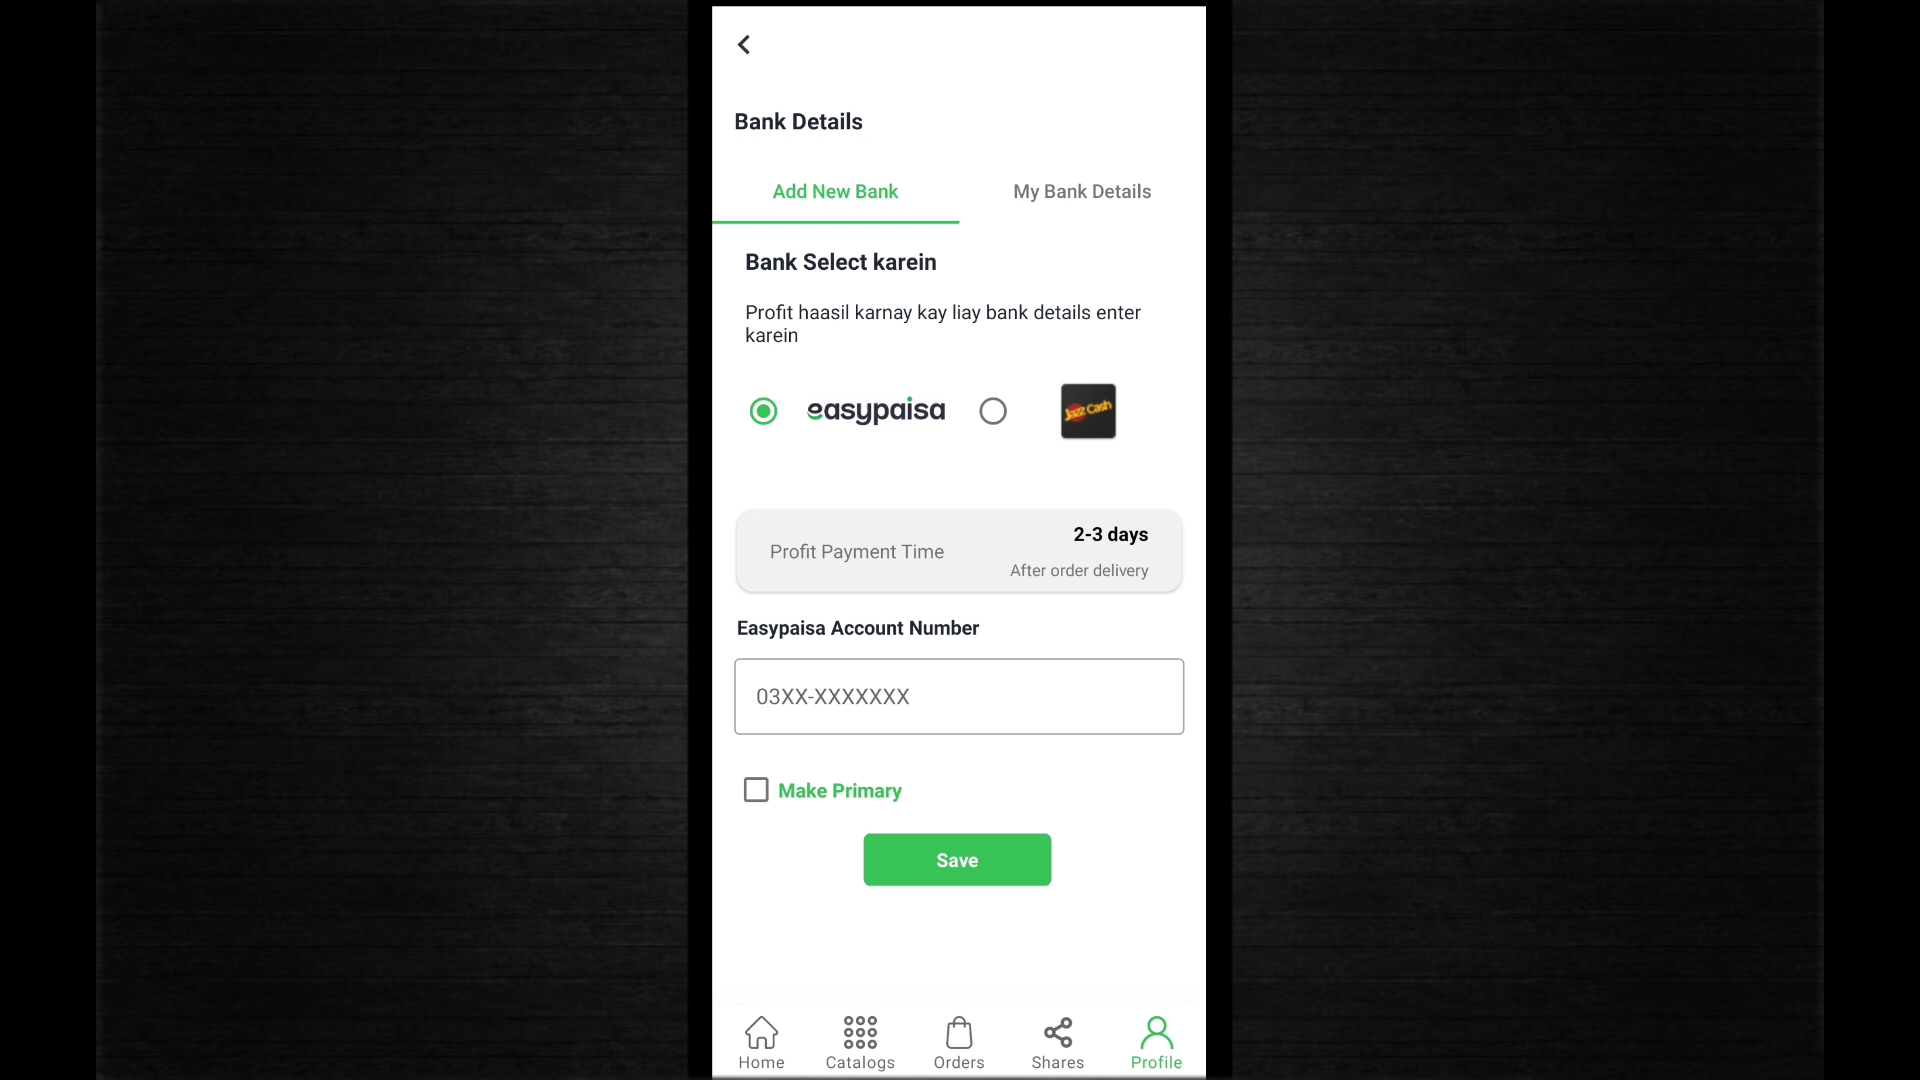 Bank Details
Add New Bank
My Bank Details
Bank Select karein
Profit haasil karnay kay liay bank details enter
karein
easypaisa
Jazz Cash
Profit Payment Time
2-3 days
After order delivery
Easypaisa Account Number
03XX-XXXXXXX
Make Primary
Save
Home
Catalogs
Orders
Shares
Profile